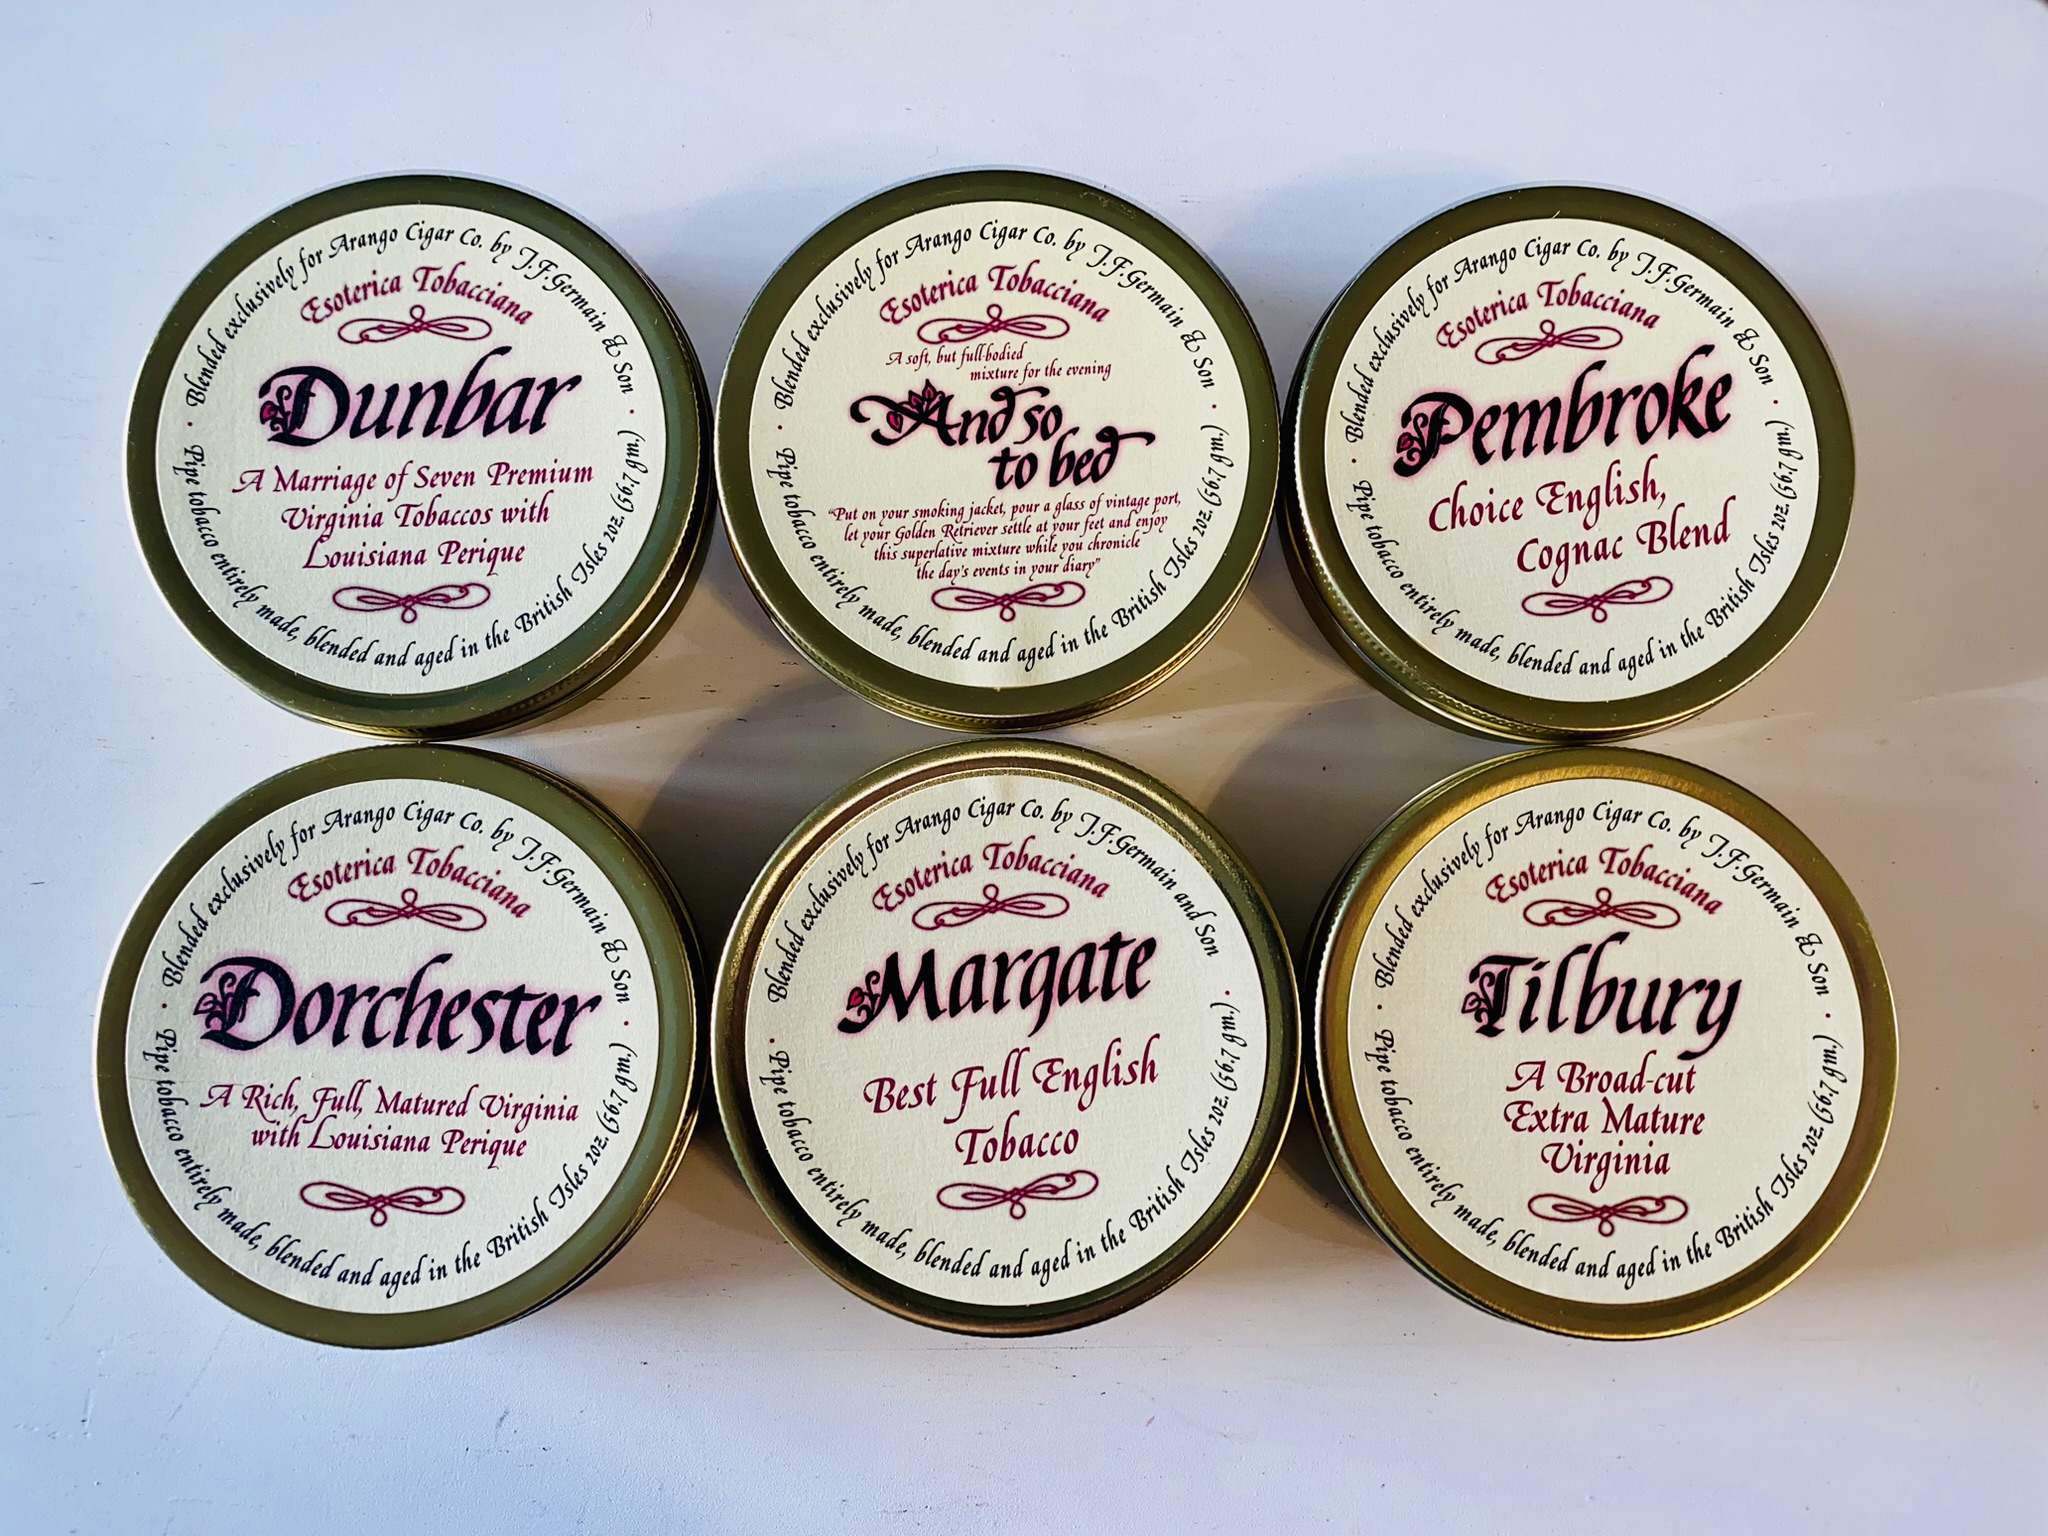 Blended exclusively for Arango Cigar Co. by J.F.Germain & Son
Esoterica Tobacciana
Dunbar
A Marriage of Seven Premium
Virginia Tobaccos with
Louisiana Perique
Pipe tobacco entirely made, blended and aged in the British Isles 2oz.(56.7 gm.)
Blended exclusively for Arango Cigar Co. by J.F.Germain & Son
Esoterica Tobacciana
A soft, but full-bodied
mixture for the evening
And so
to bed
"Put on your smoking jacket, pour a glass of vintage port,
let your Golden Retriever settle at your feet and enjoy
this superlative mixture while you chronicle
the day's events in your diary"
Pipe tobacco entirely made, blended and aged in the British Isles 2oz.(56.7 gm.)
Blended exclusively for Arango Cigar Co. by J.F.Germain & Son
Esoterica Tobacciana
Pembroke
Choice English,
Cognac Blend
Pipe tobacco entirely made, blended and aged in the British Isles 2oz.(56.7 gm.)
Blended exclusively for Arango Cigar Co. by J.F.Germain & Son
Esoterica Tobacciana
Dorchester
A Rich, Full, Matured Virginia
with Louisiana Perique
Pipe tobacco entirely made, blended and aged in the British Isles 2oz.(56.7 gm.)
Blended exclusively for Arango Cigar Co. by J.F.Germain and Son
Esoterica Tobacciana
Margate
Best Full English
Tobacco
Pipe tobacco entirely made, blended and aged in the British Isles 2oz.(56.7 gm.)
Blended exclusively for Arango Cigar Co. by J.F.Germain & Son
Esoterica Tobacciana
Tilbury
A Broad-cut
Extra Mature
Virginia
Pipe tobacco entirely made, blended and aged in the British Isles 2oz.(56.7 gm.)